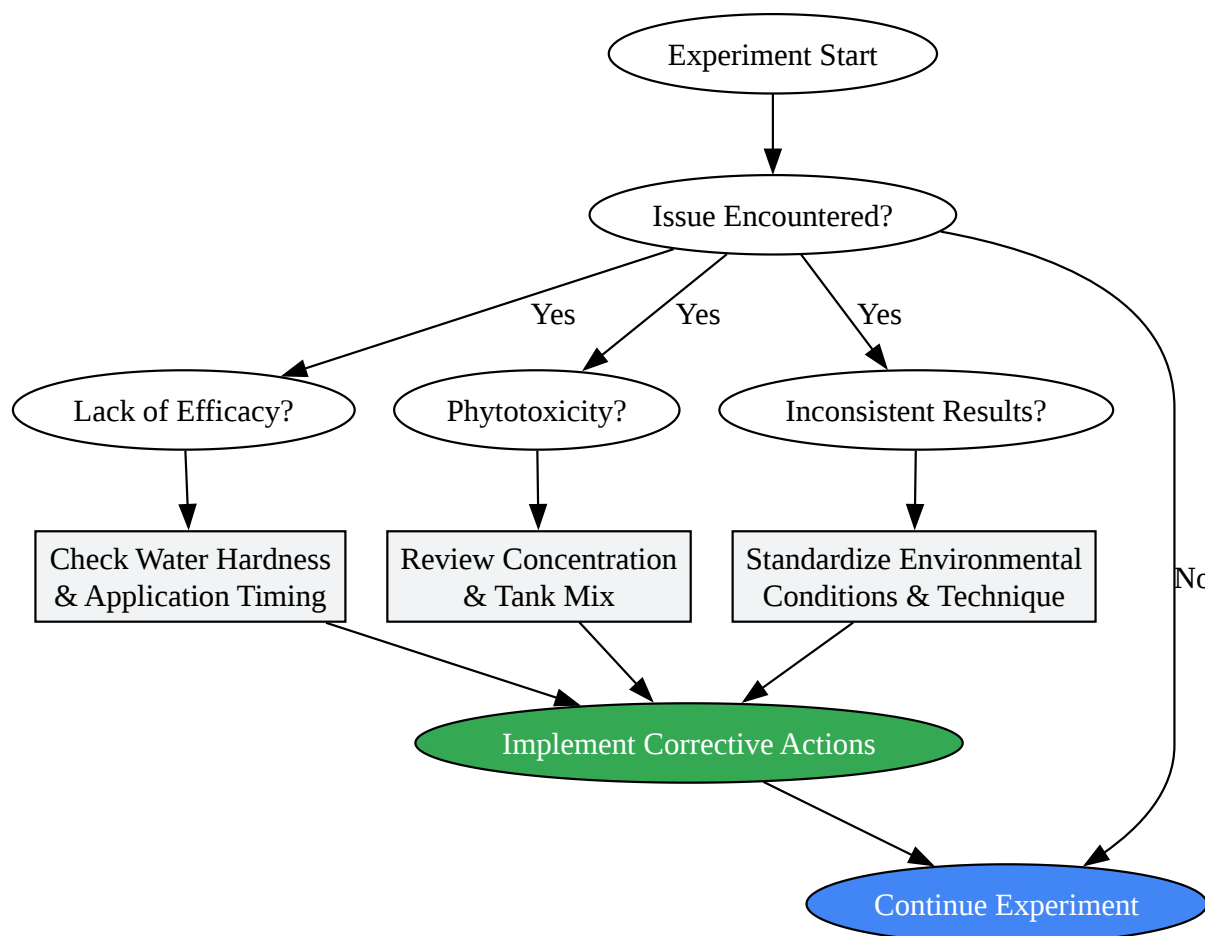 Experiment Start
Issue Encountered?
Yes
Yes
Yes
Lack of Efficacy?
Phytotoxicity?
Inconsistent Results?
Check Water Hardness
& Application Timing
Review Concentration
& Tank Mix
Standardize Environmental
Conditions & Technique
No
Implement Corrective Actions
Continue Experiment